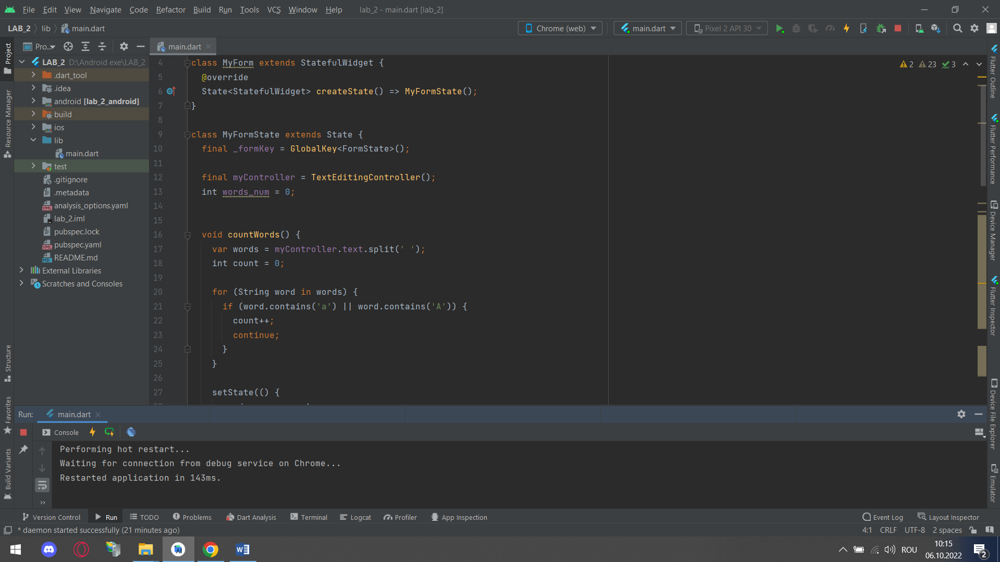 File Edit View Navigate Code Refactor Build Run Tools VCS Window Help lab_2 - main.dart [lab_2]
LAB_2 lib main.dart Chrome (web) main.dart Pixel 2 API 30
Project
Resource Manager
Structure
Favorites
Build Variants
Pro...
LAB_2 D:\Android exe\LAB_2
.dart_tool
.idea
android [lab_2_android]
build
ios
lib
main.dart
test
.gitignore
.metadata
analysis_options.yaml
lab_2.iml
pubspec.lock
pubspec.yaml
README.md
External Libraries
Scratches and Consoles
main.dart
2 23 3
4 class MyForm extends StatefulWidget {
5 @override
6 State<StatefulWidget> createState() => MyFormState();
7 }
8
9 class MyFormState extends State {
10 final _formKey = GlobalKey<FormState>();
11
12 final myController = TextEditingController();
13 int words_num = 0;
14
15
16 void countWords() {
17 var words = myController.text.split(' ');
18 int count = 0;
19
20 for (String word in words) {
21 if (word.contains('a') || word.contains('A')) {
22 count++;
23 continue;
24 }
25 }
26
27 setState(() {
Flutter Outline
Flutter Performance
Device Manager
Flutter Inspector
Device File Explorer
Emulator
Run: main.dart
Console
Performing hot restart...
Waiting for connection from debug service on Chrome...
Restarted application in 143ms.
Version Control Run TODO Problems Dart Analysis Terminal Logcat Profiler App Inspection Event Log Layout Inspector
* daemon started successfully (21 minutes ago) 4:1 CRLF UTF-8 2 spaces
ROU 10:15
06.10.2022 2